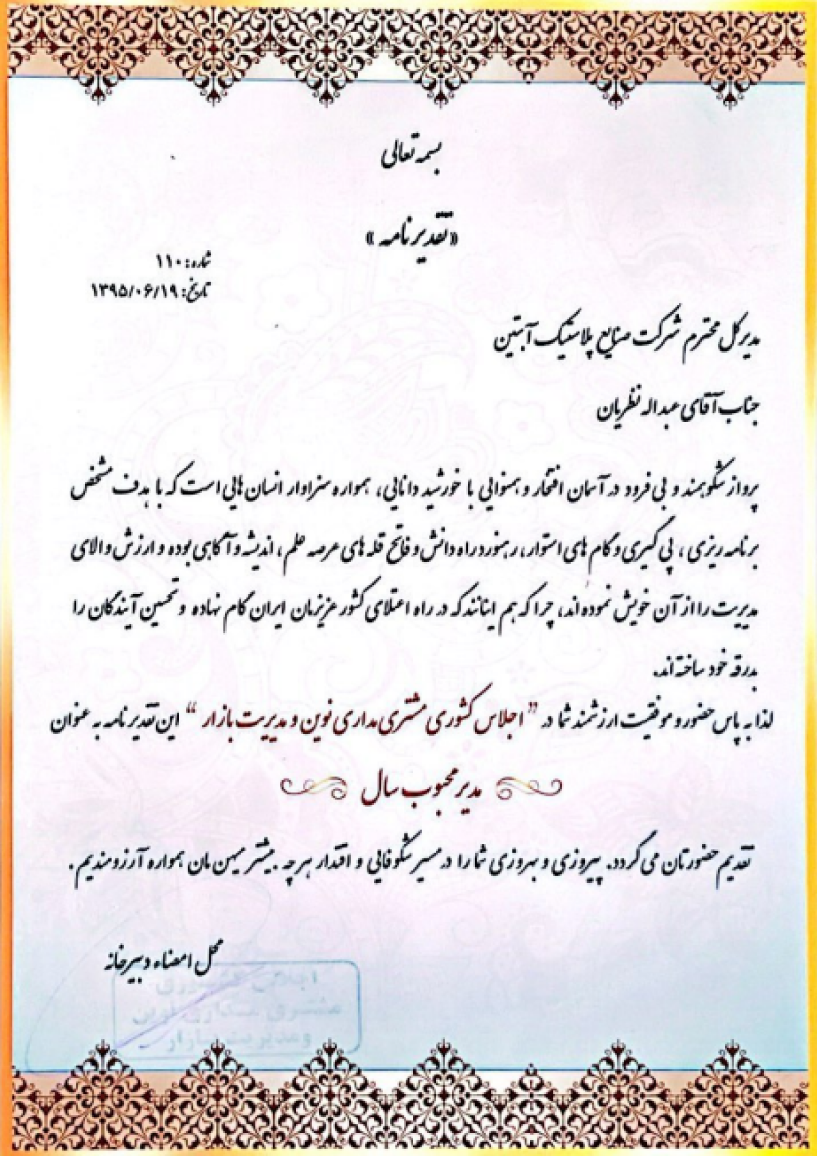 بسمه تعالی
«تقدیرنامه»
شماره: ۱۱۰
تاریخ: ۱۳۹۵/۰۶/۱۹
مدیرکل محترم شرکت صنایع پلاستیک آبتین
جناب آقای عبداله نظریان
پرواز شکوهمند و بی فرود در آسمان افتخار و همنوایی با خورشید دانایی، همواره سزاوار انسان هایی است که با هدف مشخص
برنامه ریزی، پی گیری و گام های استوار، رهنورد راه دانش و فاتح قله های عرصه علم، اندیشه و آگاهی بوده و ارزش والای
مدیریت را از آن خویش نموده اند، چرا که هم اینانند که در راه اعتلای کشور عزیزمان ایران گام نهاده و تحسین آیندگان را
بدرقه خود ساخته اند.
لذا به پاس حضور و موفقیت ارزشمند شما در " اجلاس کشوری مشتری مداری نوین و مدیریت بازار " این تقدیرنامه به عنوان
مدیر محبوب سال
تقدیم حضورتان می گردد. پیروزی و بهروزی شما را در مسیر شکوفایی و اقتدار هرچه بیشتر میهن مان همواره آرزومندیم.
محل امضاء دبیرخانه
اجلاس کشوری
مشتری مداری نوین
و مدیریت بازار